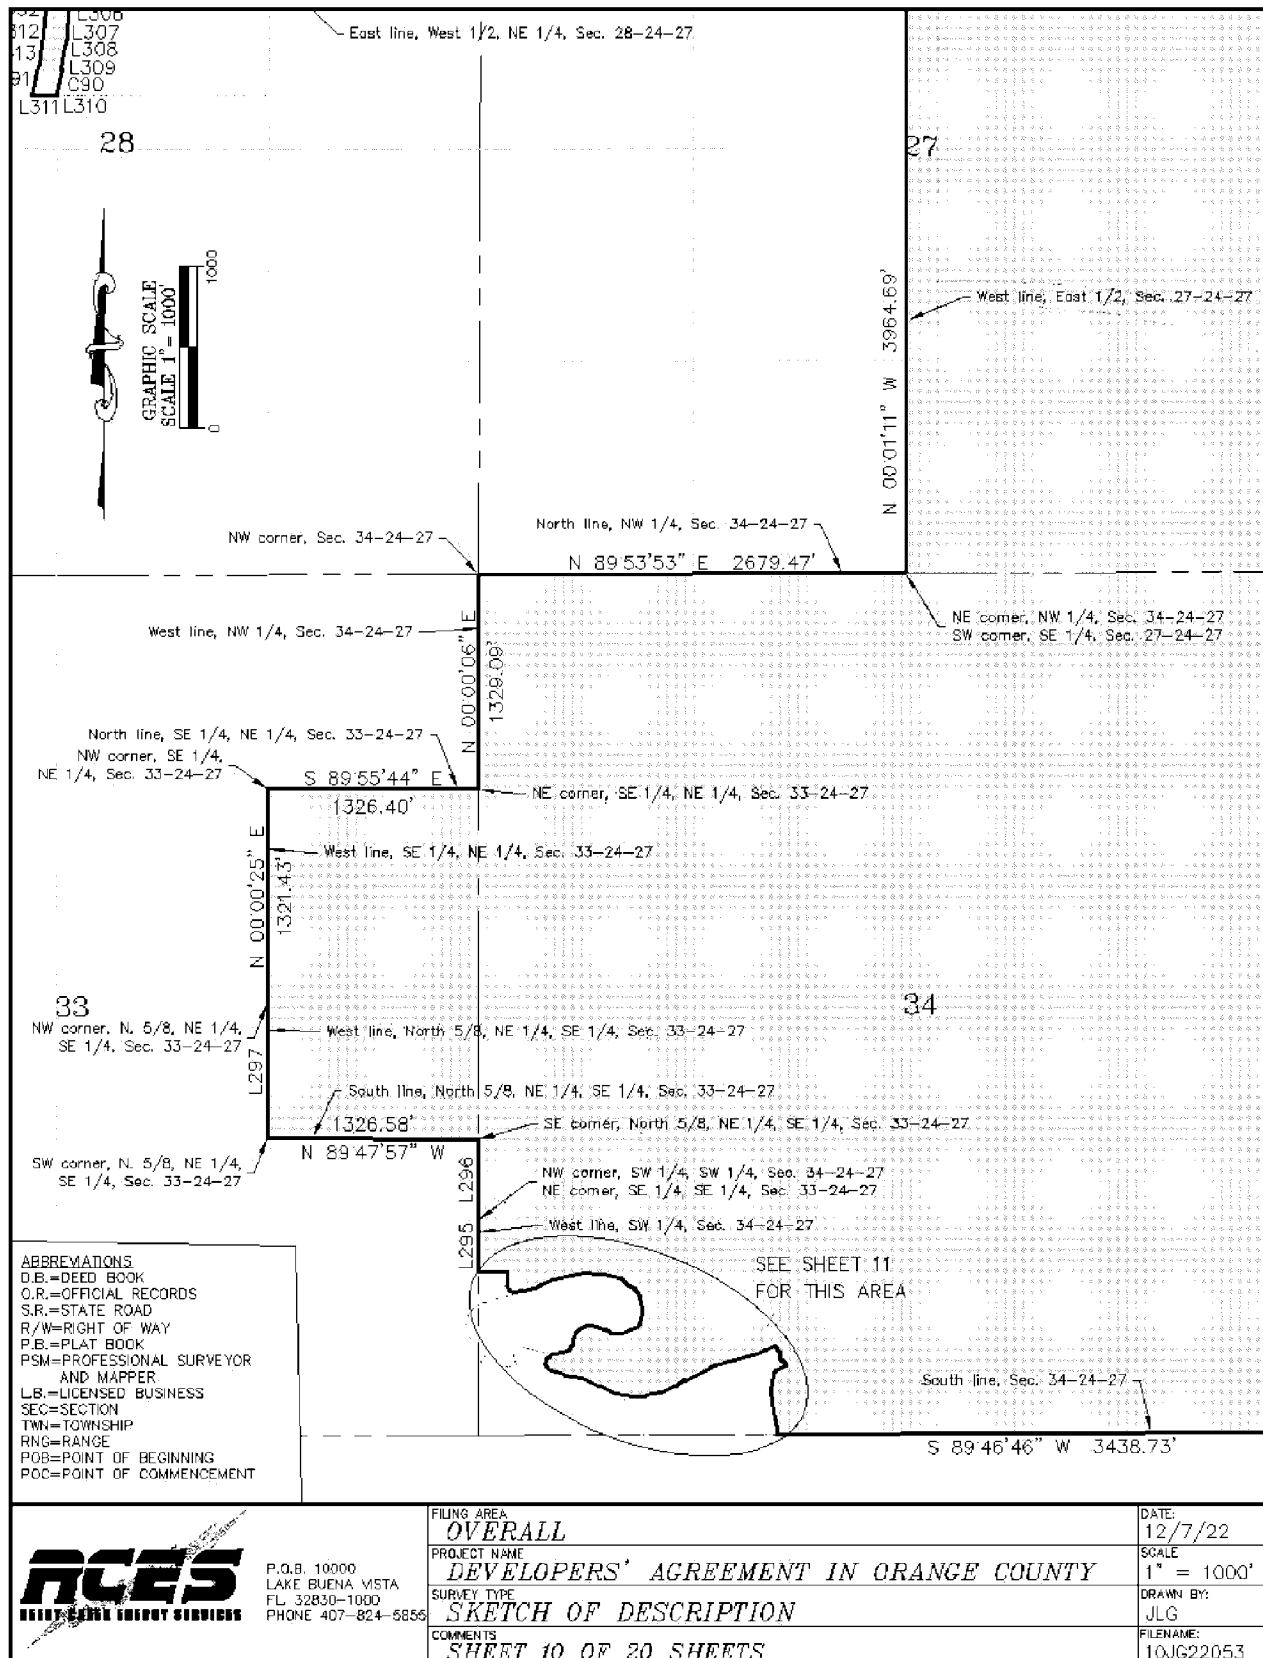 L306
312
L307
L308
L309
C90
L311 L310
28
East line, West 1/2, NE 1/4, Sec. 28-24-27
27
GRAPHIC SCALE
SCALE 1" = 1000'
0
1000
N 00°01'11" W 3964.69'
West line, East 1/2, Sec. 27-24-27
NW corner, Sec. 34-24-27
North line, NW 1/4, Sec. 34-24-27
N 89°53'53" E 2679.47'
NE corner, NW 1/4, Sec. 34-24-27
SW corner, SE 1/4, Sec. 27-24-27
West line, NW 1/4, Sec. 34-24-27
N 00°00'06" E
1329.09'
North line, SE 1/4, NE 1/4, Sec. 33-24-27
NW corner, SE 1/4,
NE 1/4, Sec. 33-24-27
S 89°55'44" E
1326.40'
NE corner, SE 1/4, NE 1/4, Sec. 33-24-27
West line, SE 1/4, NE 1/4, Sec. 33-24-27
N 00°00'25" E
1321.43'
33
34
NW corner, N. 5/8, NE 1/4,
SE 1/4, Sec. 33-24-27
West line, North 5/8, NE 1/4, SE 1/4, Sec. 33-24-27
L297
South line, North 5/8, NE 1/4, SE 1/4, Sec. 33-24-27
1326.58'
N 89°47'57" W
SE corner, North 5/8, NE 1/4, SE 1/4, Sec. 33-24-27
SW corner, N. 5/8, NE 1/4,
SE 1/4, Sec. 33-24-27
L296
NW corner, SW 1/4, SW 1/4, Sec. 34-24-27
NE corner, SE 1/4, SE 1/4, Sec. 33-24-27
L295
West line, SW 1/4, Sec. 34-24-27
SEE SHEET 11
FOR THIS AREA
South line, Sec. 34-24-27
S 89°46'46" W 3438.73'
ABBREVIATIONS
D.B.=DEED BOOK
O.R.=OFFICIAL RECORDS
S.R.=STATE ROAD
R/W=RIGHT OF WAY
P.B.=PLAT BOOK
PSM=PROFESSIONAL SURVEYOR
AND MAPPER
L.B.=LICENSED BUSINESS
SEC=SECTION
TWN=TOWNSHIP
RNG=RANGE
POB=POINT OF BEGINNING
POC=POINT OF COMMENCEMENT
RCES
REEDY CREEK ENERGY SERVICES
P.O.B. 10000
LAKE BUENA VISTA
FL 32830-1000
PHONE 407-824-5856
FILING AREA
OVERALL
PROJECT NAME
DEVELOPERS' AGREEMENT IN ORANGE COUNTY
SURVEY TYPE
SKETCH OF DESCRIPTION
COMMENTS
SHEET 10 OF 20 SHEETS
DATE:
12/7/22
SCALE
1" = 1000'
DRAWN BY:
JLG
FILENAME:
10JG22053